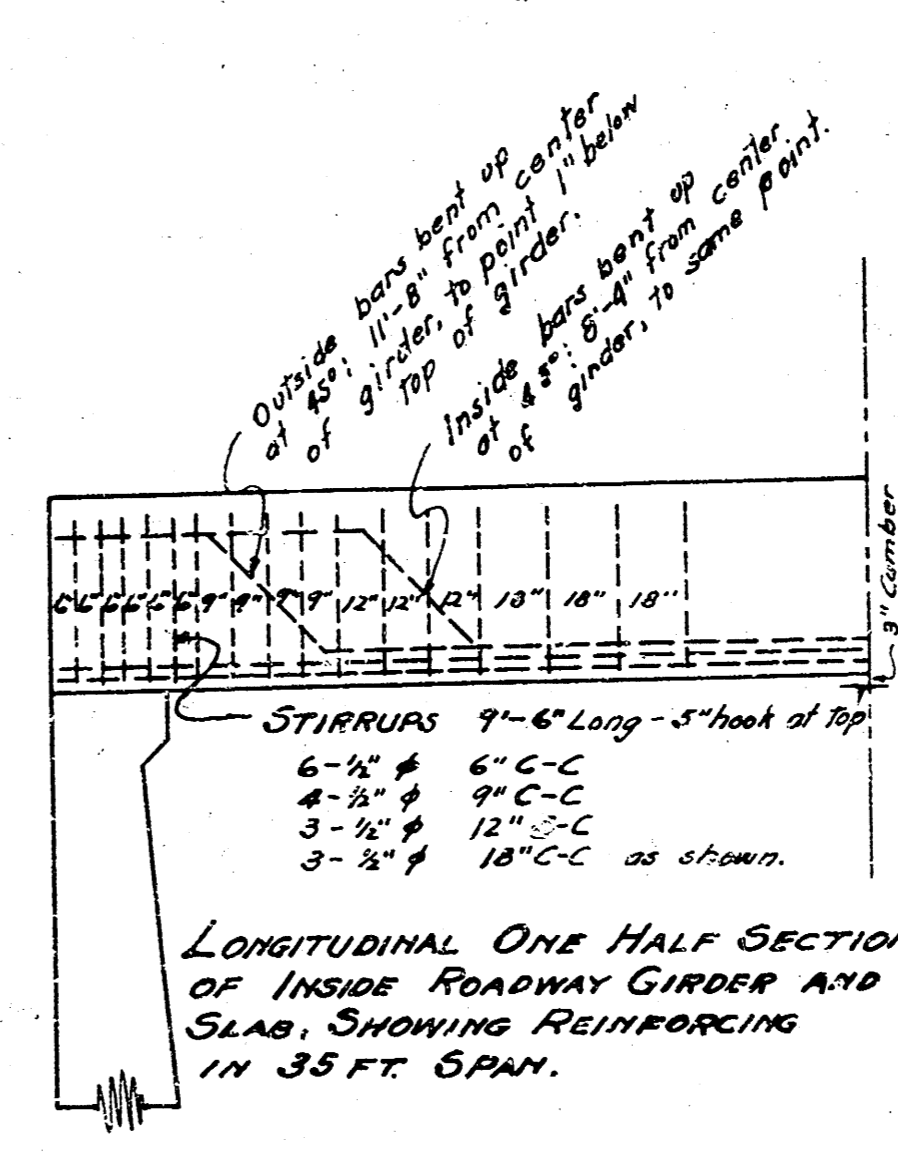 Outside bars bent up
at 45°; 11'-8" from center
of girder, to point 1" below
top of girder.
Inside bars bent up
at 45°; 8'-4" from center
of girder, to same point.
6" 6" 6" 6" 6" 6" 9" 9" 9" 9" 12" 12" 12" 18" 18" 18"
3" Camber
STIRRUPS 9'-6" Long - 5" hook at top
6-½" ϕ 6" C-C
4-½" ϕ 9" C-C
3-½" ϕ 12" C-C
3-½" ϕ 18" C-C as shown.
LONGITUDINAL ONE HALF SECTION
OF INSIDE ROADWAY GIRDER AND
SLAB, SHOWING REINFORCING
IN 35 FT. SPAN.